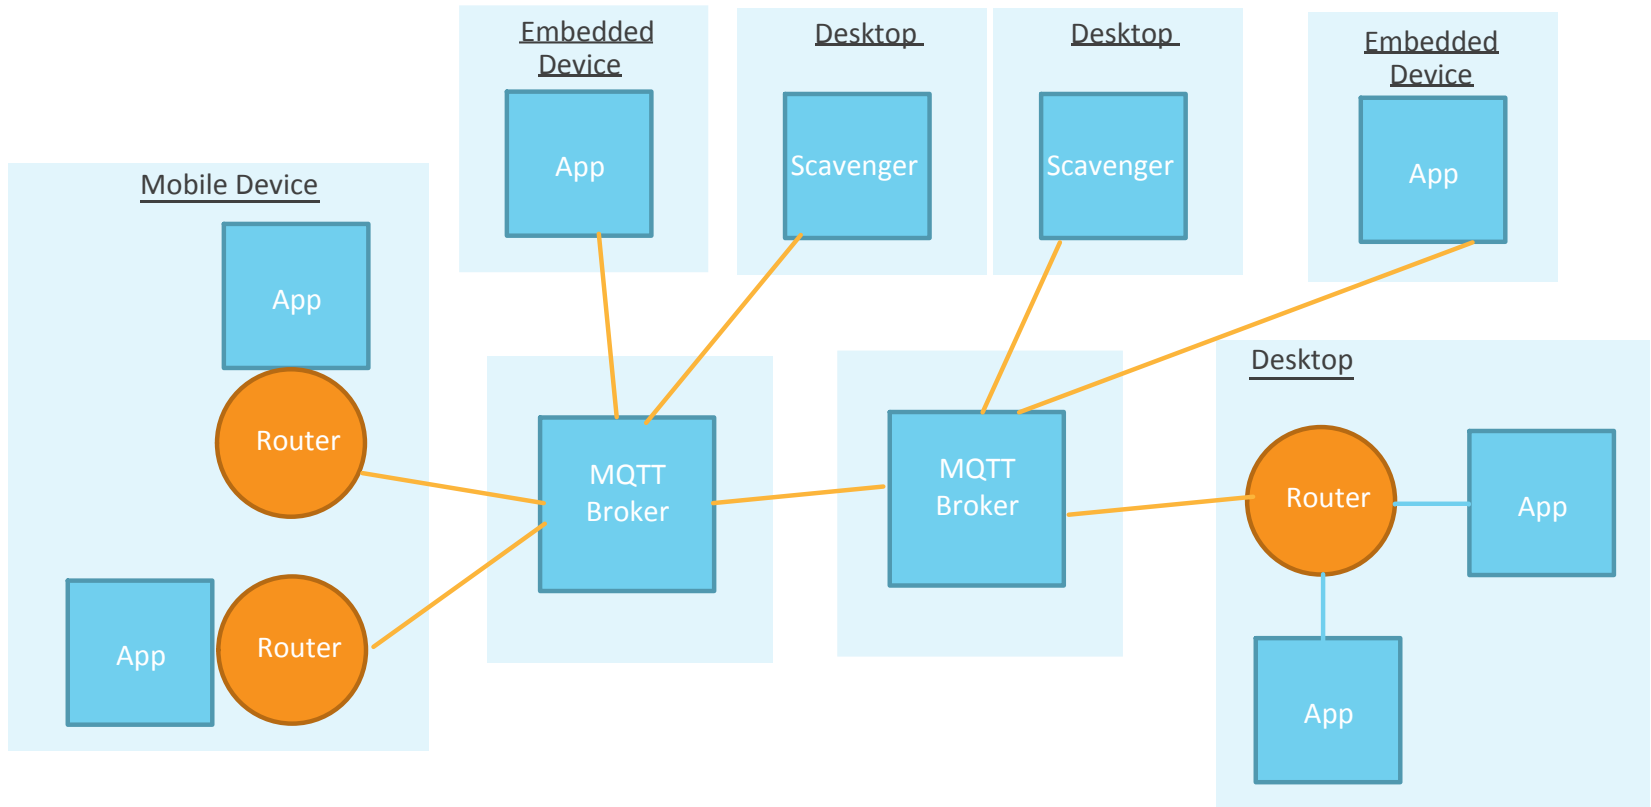 Embedded
Device
App
Desktop
Scavenger
Desktop
Scavenger
Embedded
Device
App
Mobile Device
App
Router
App
Router
MQTT
Broker
MQTT
Broker
Desktop
Router
App
App